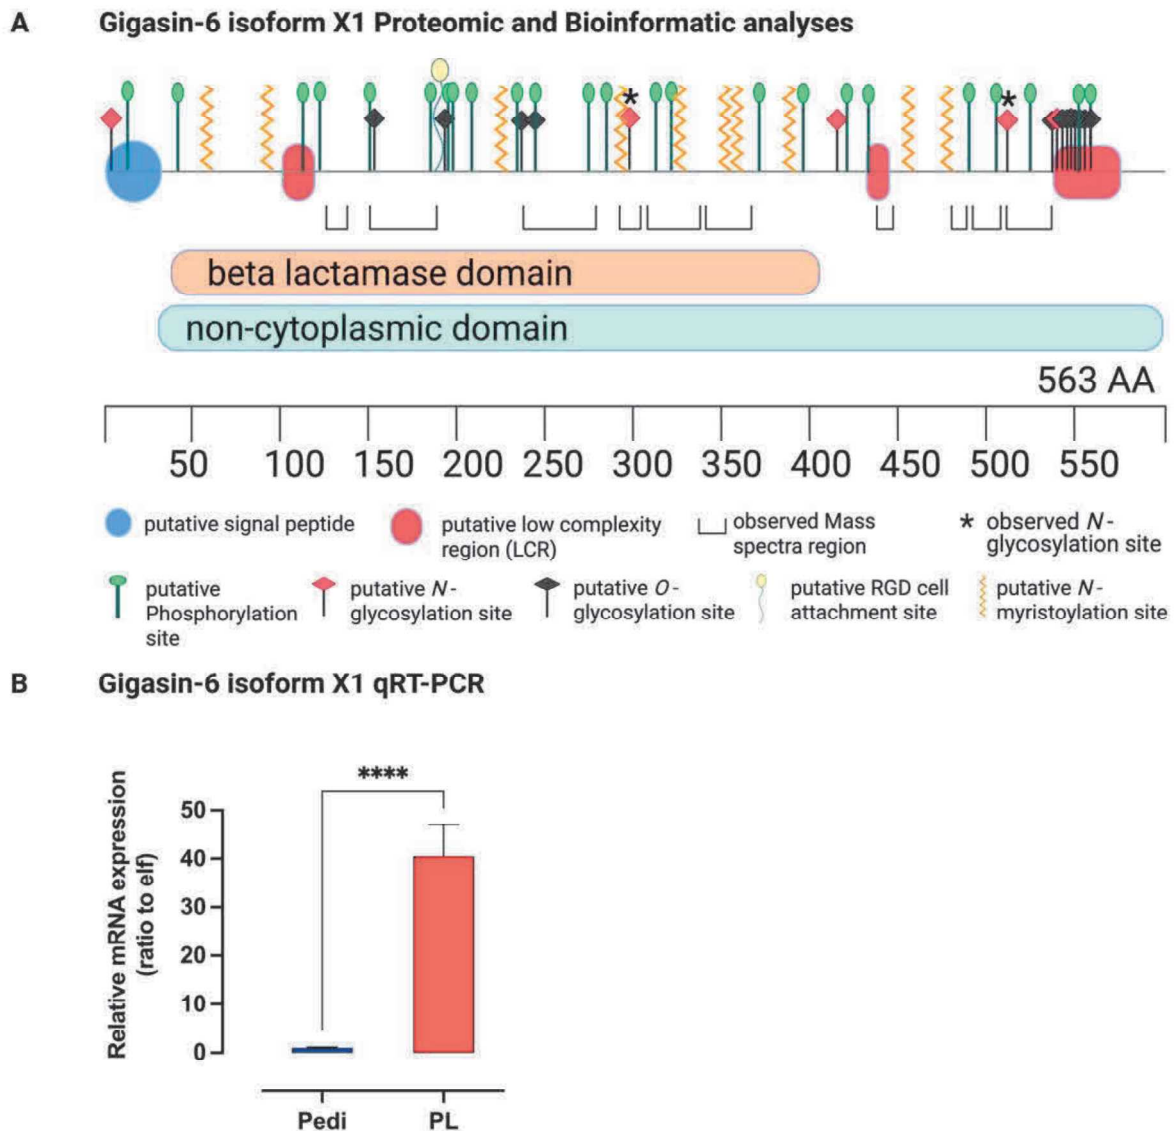 A Gigasin-6 isoform X1 Proteomic and Bioinformatic analyses
* *
beta lactamase domain
non-cytoplasmic domain
563 AA
50 100 150 200 250 300 350 400 450 500 550
putative signal peptide
putative low complexity
region (LCR)
observed Mass
spectra region
* observed N-
glycosylation site
putative
Phosphorylation
site
putative N-
glycosylation site
putative O-
glycosylation site
putative RGD cell
attachment site
putative N-
myristoylation site
B Gigasin-6 isoform X1 qRT-PCR
****
Relative mRNA expression
(ratio to elf)
50
40
30
20
10
0
Pedi PL